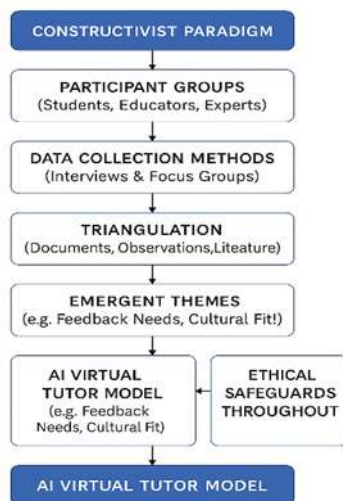 CONSTRUCTIVIST PARADIGM
PARTICIPANT GROUPS
(Students, Educators, Experts)
DATA COLLECTION METHODS
(Interviews & Focus Groups)
TRIANGULATION
(Documents, Observations,Liteature)
EMERGENT THEMES
(e.g. Feedback Needs, Cultural Fit!)
AI VIRTUAL
TUTOR MODEL
(e.g. Feedback
Needs, Cultural Fit)
ETHICAL
SAFEGUARDS
THROUGHOUT
AI VIRTUAL TUTOR MODEL